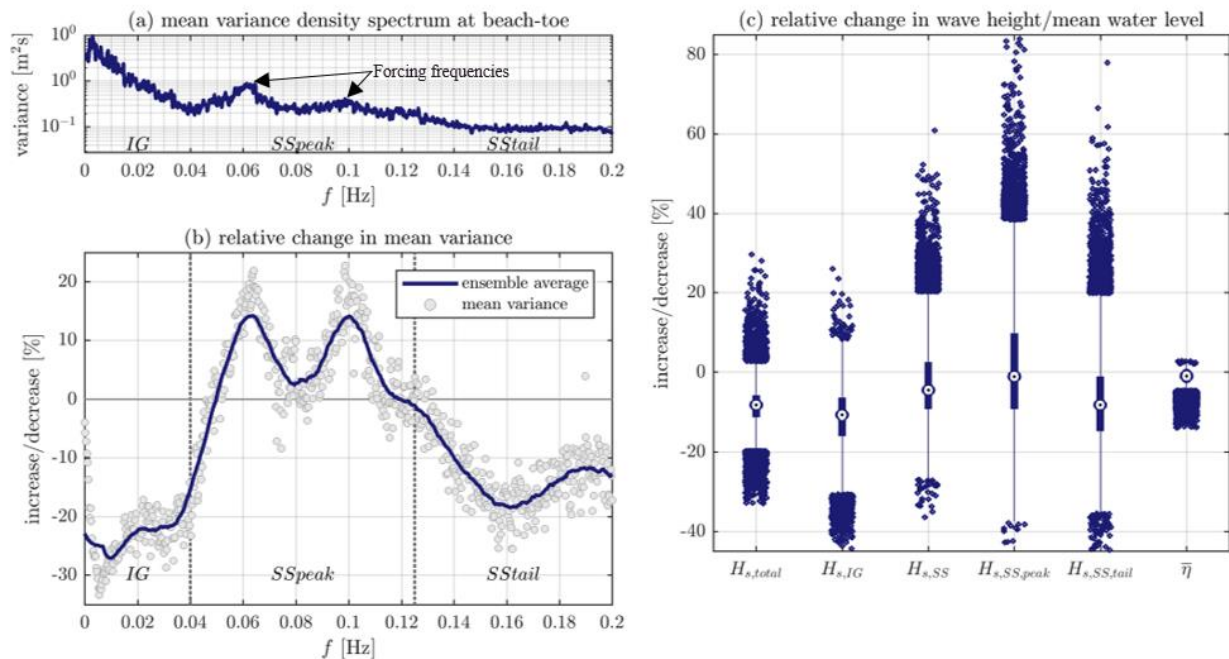 (a) mean variance density spectrum at beach-toe
variance [m²s]
10⁰
10⁰
10⁻¹
Forcing frequencies
IG
SSpeak
SStail
0 0.02 0.04 0.06 0.08 0.1 0.12 0.14 0.16 0.18 0.2
f [Hz]
(b) relative change in mean variance
increase/decrease [%]
20
10
0
-10
-20
-30
ensemble average
mean variance
IG
SSpeak
SStail
0 0.02 0.04 0.06 0.08 0.1 0.12 0.14 0.16 0.18 0.2
f [Hz]
(c) relative change in wave height/mean water level
increase/decrease [%]
80
60
40
20
0
-20
-40
H_{s,total} H_{s,IG} H_{s,SS} H_{s,SS,peak} H_{s,SS,tail} η̅